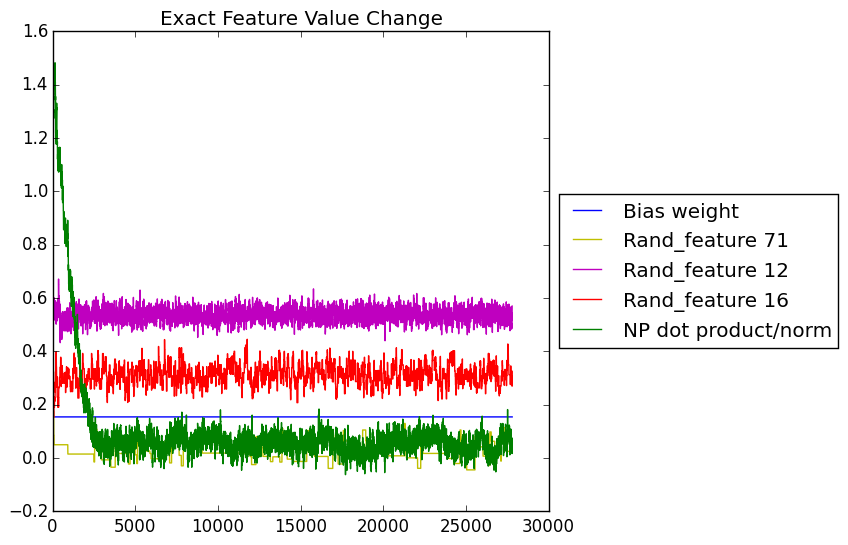 Exact Feature Value Change
1.6
1.4
1.2
1.0
0.8
0.6
0.4
0.2
0.0
−0.2
0 5000 10000 15000 20000 25000 30000
Bias weight
Rand_feature 71
Rand_feature 12
Rand_feature 16
NP dot product/norm